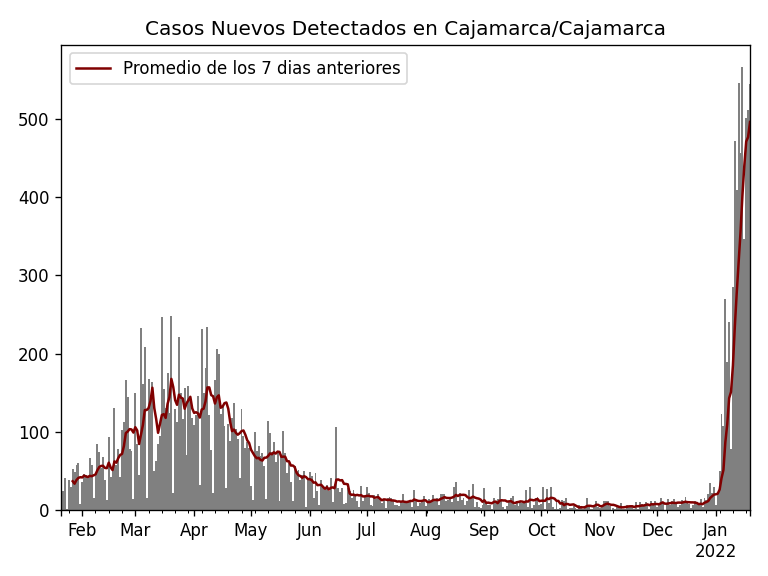 Casos Nuevos Detectados en Cajamarca/Cajamarca
Promedio de los 7 dias anteriores
500
400
300
200
100
0
Feb Mar Apr May Jun Jul Aug Sep Oct Nov Dec Jan
2022